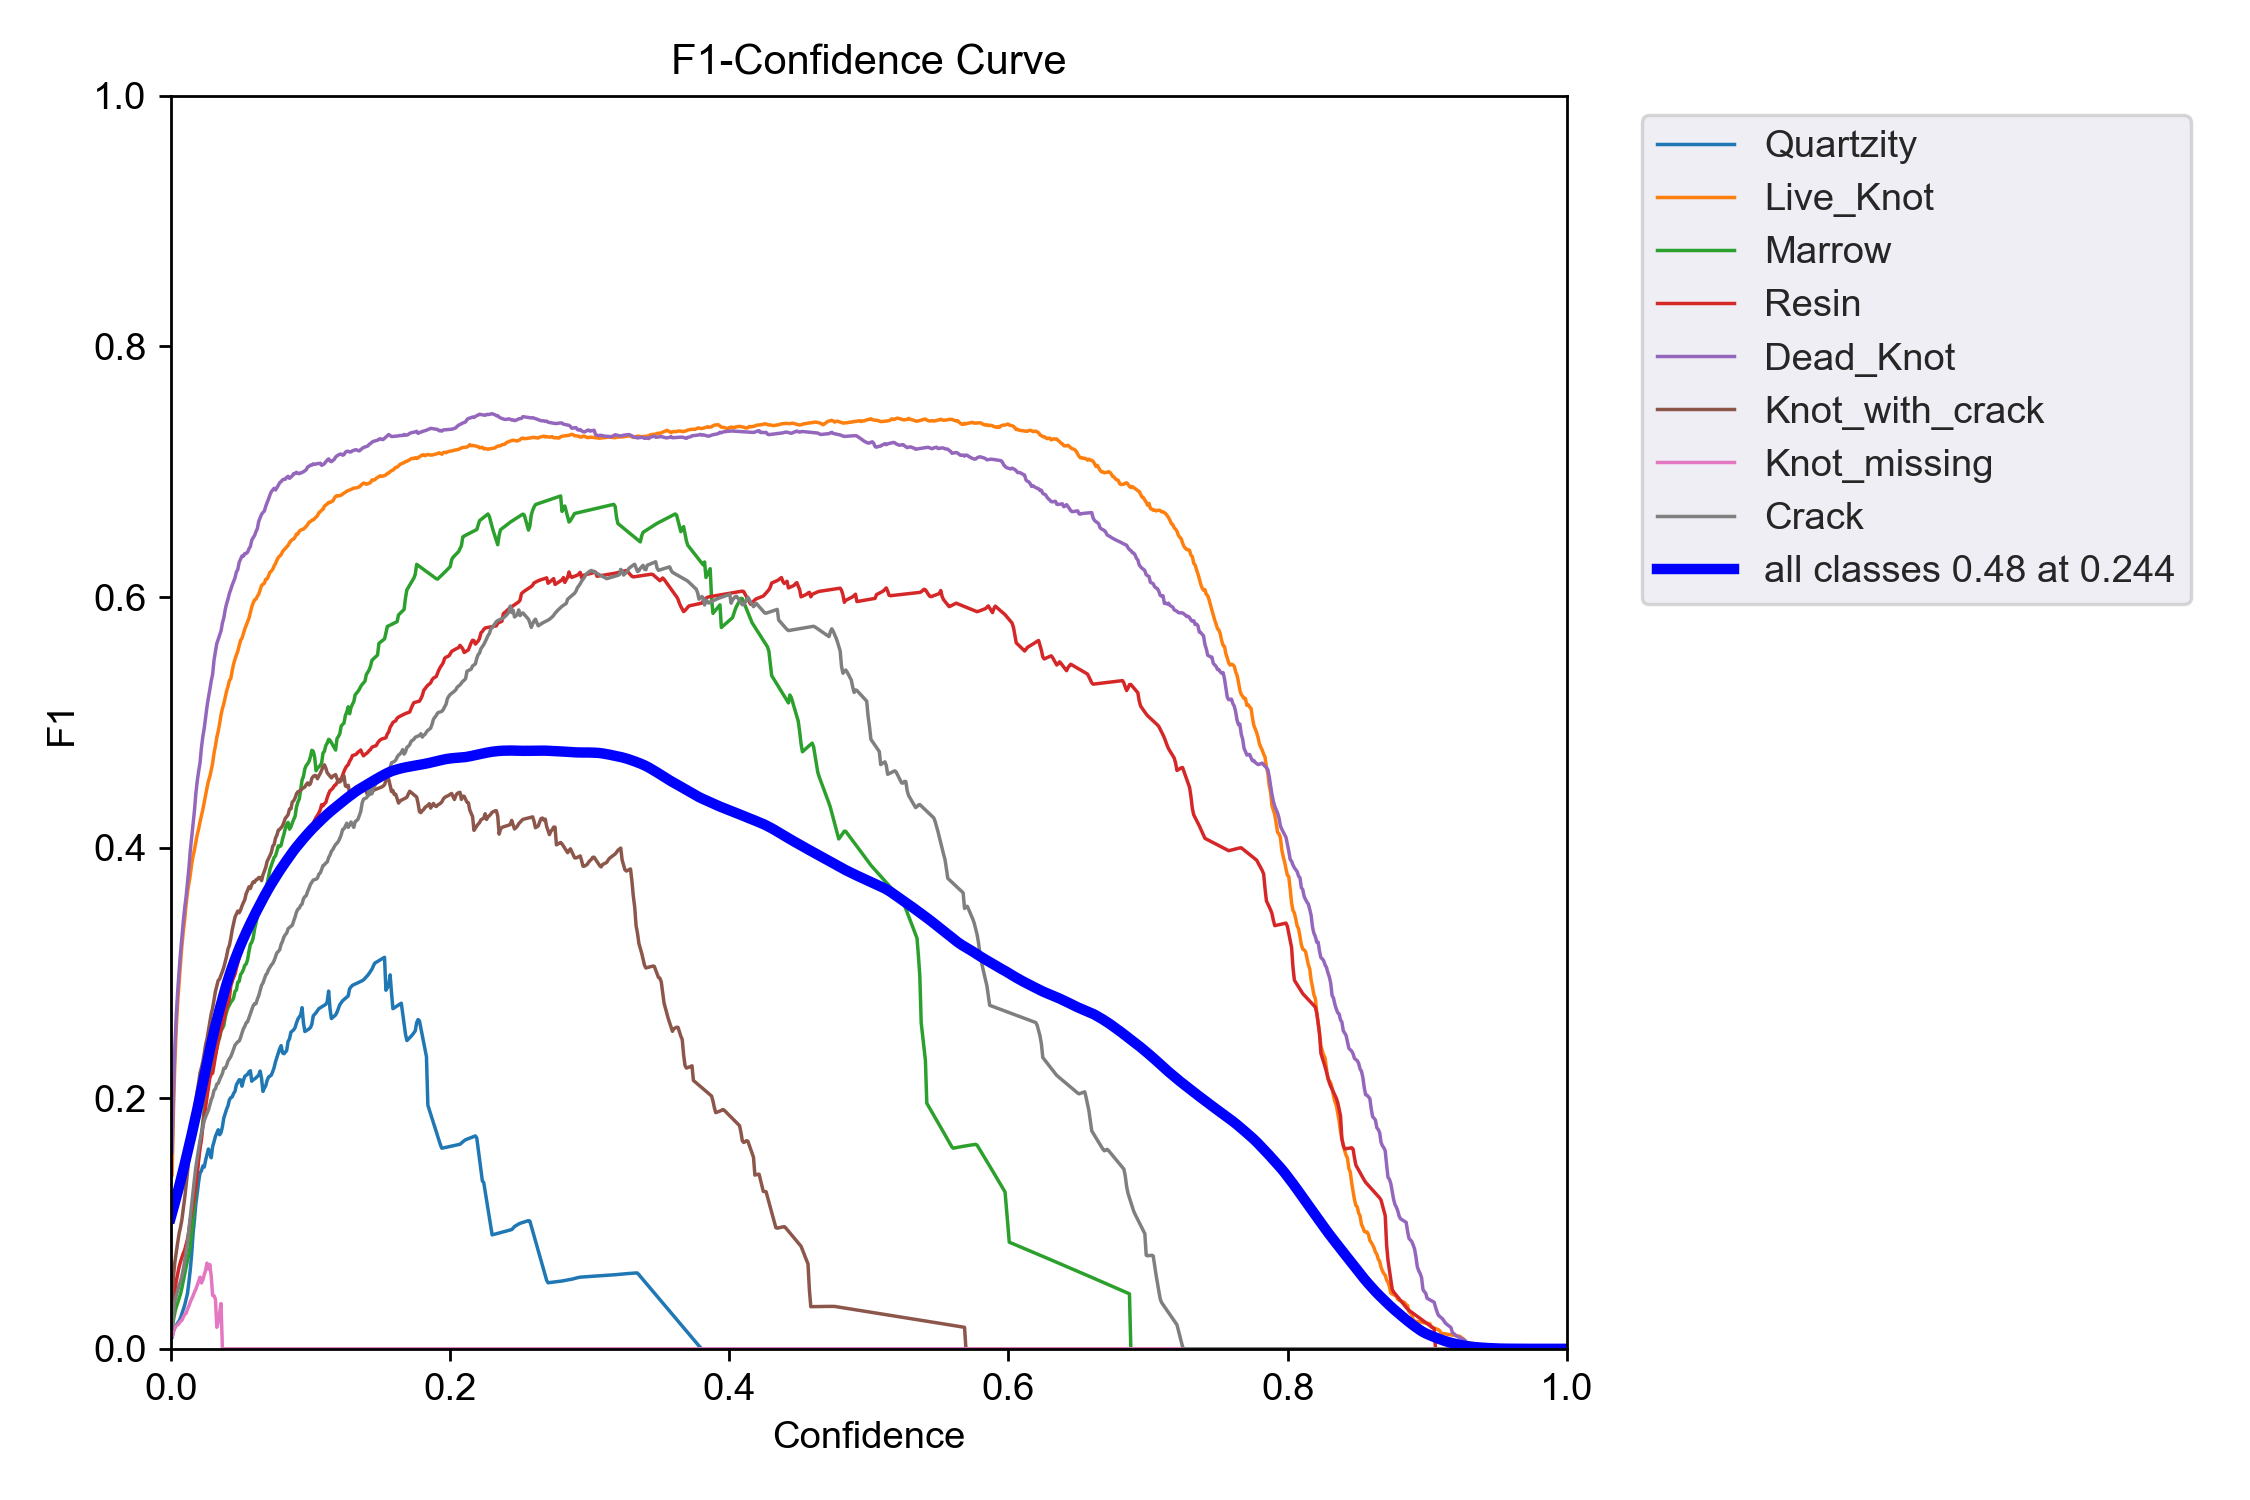 F1-Confidence Curve
1.0
0.8
0.6
0.4
0.2
0.0
F1
0.0 0.2 0.4 0.6 0.8 1.0
Confidence
Quartzity
Live_Knot
Marrow
Resin
Dead_Knot
Knot_with_crack
Knot_missing
Crack
all classes 0.48 at 0.244